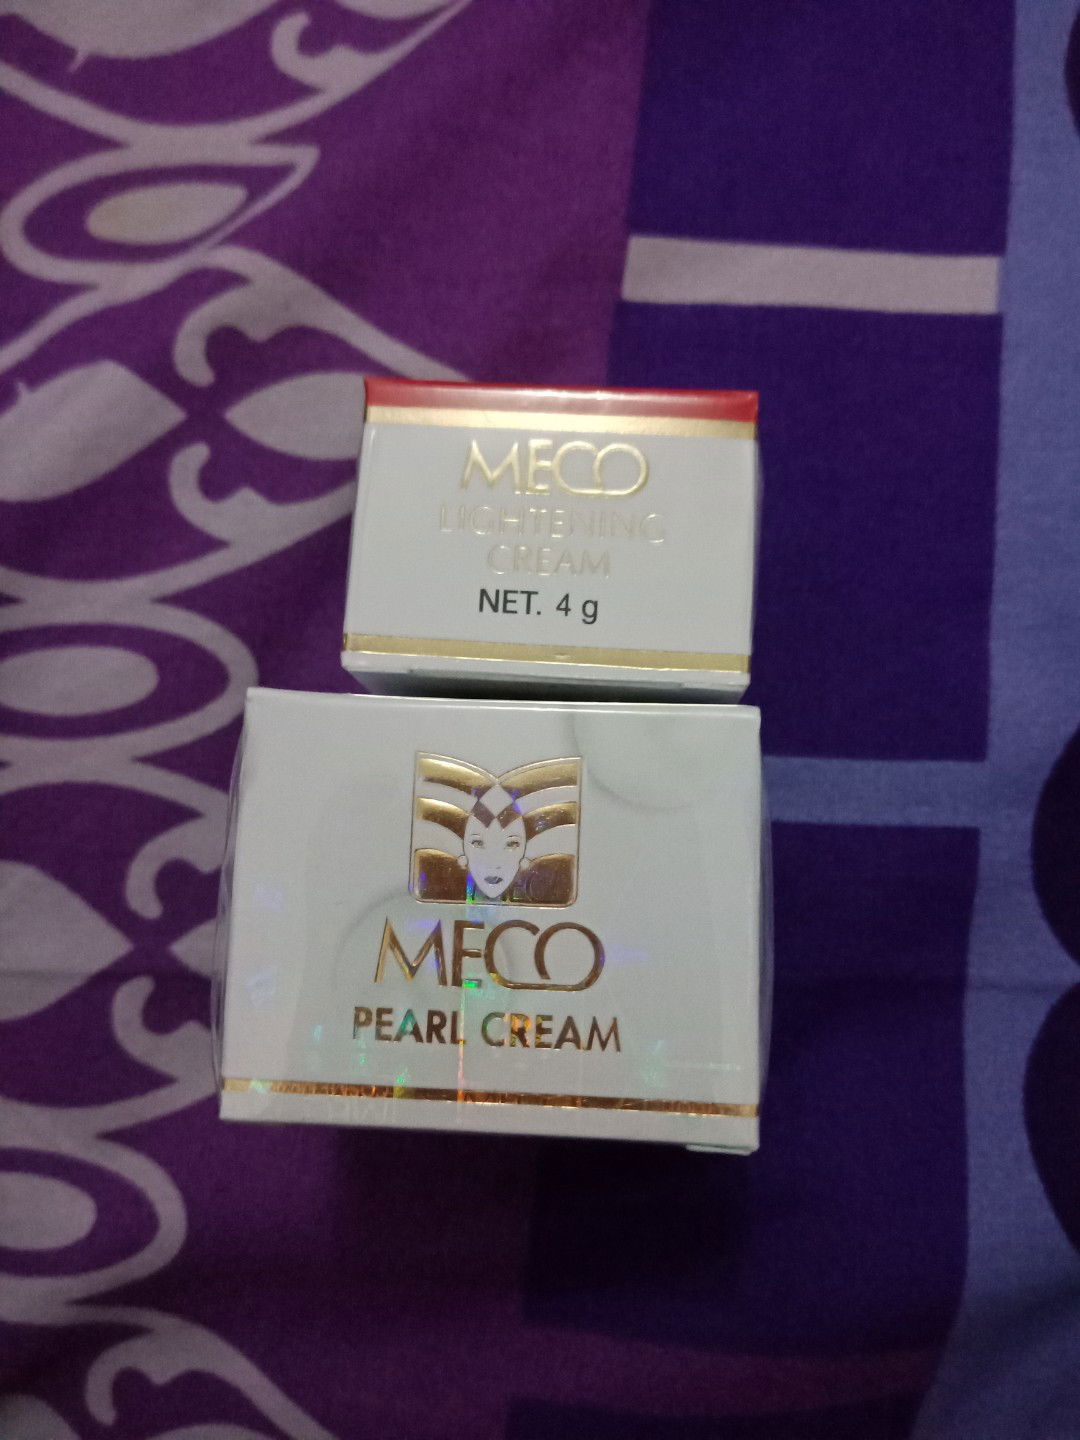 MECO
LIGHTENING
CREAM
NET. 4 g
MECO
PEARL CREAM